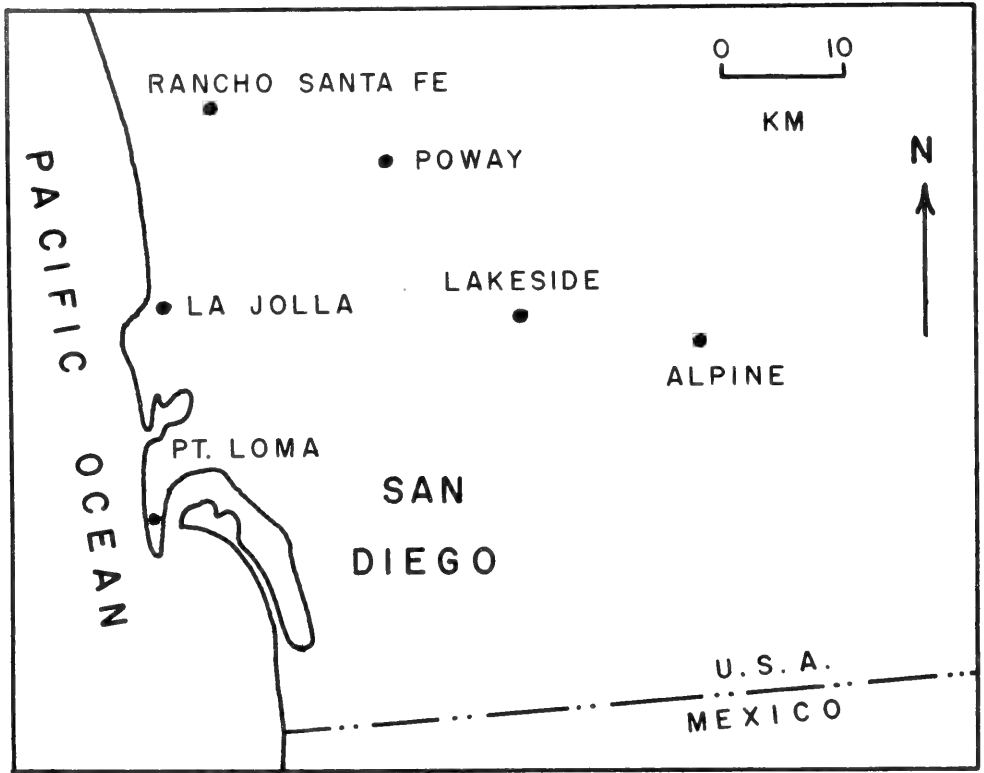 0 10
KM
N
RANCHO SANTA FE
POWAY
PACIFIC OCEAN
LAKESIDE
LA JOLLA
ALPINE
PT. LOMA
SAN
DIEGO
U.S.A.
MEXICO